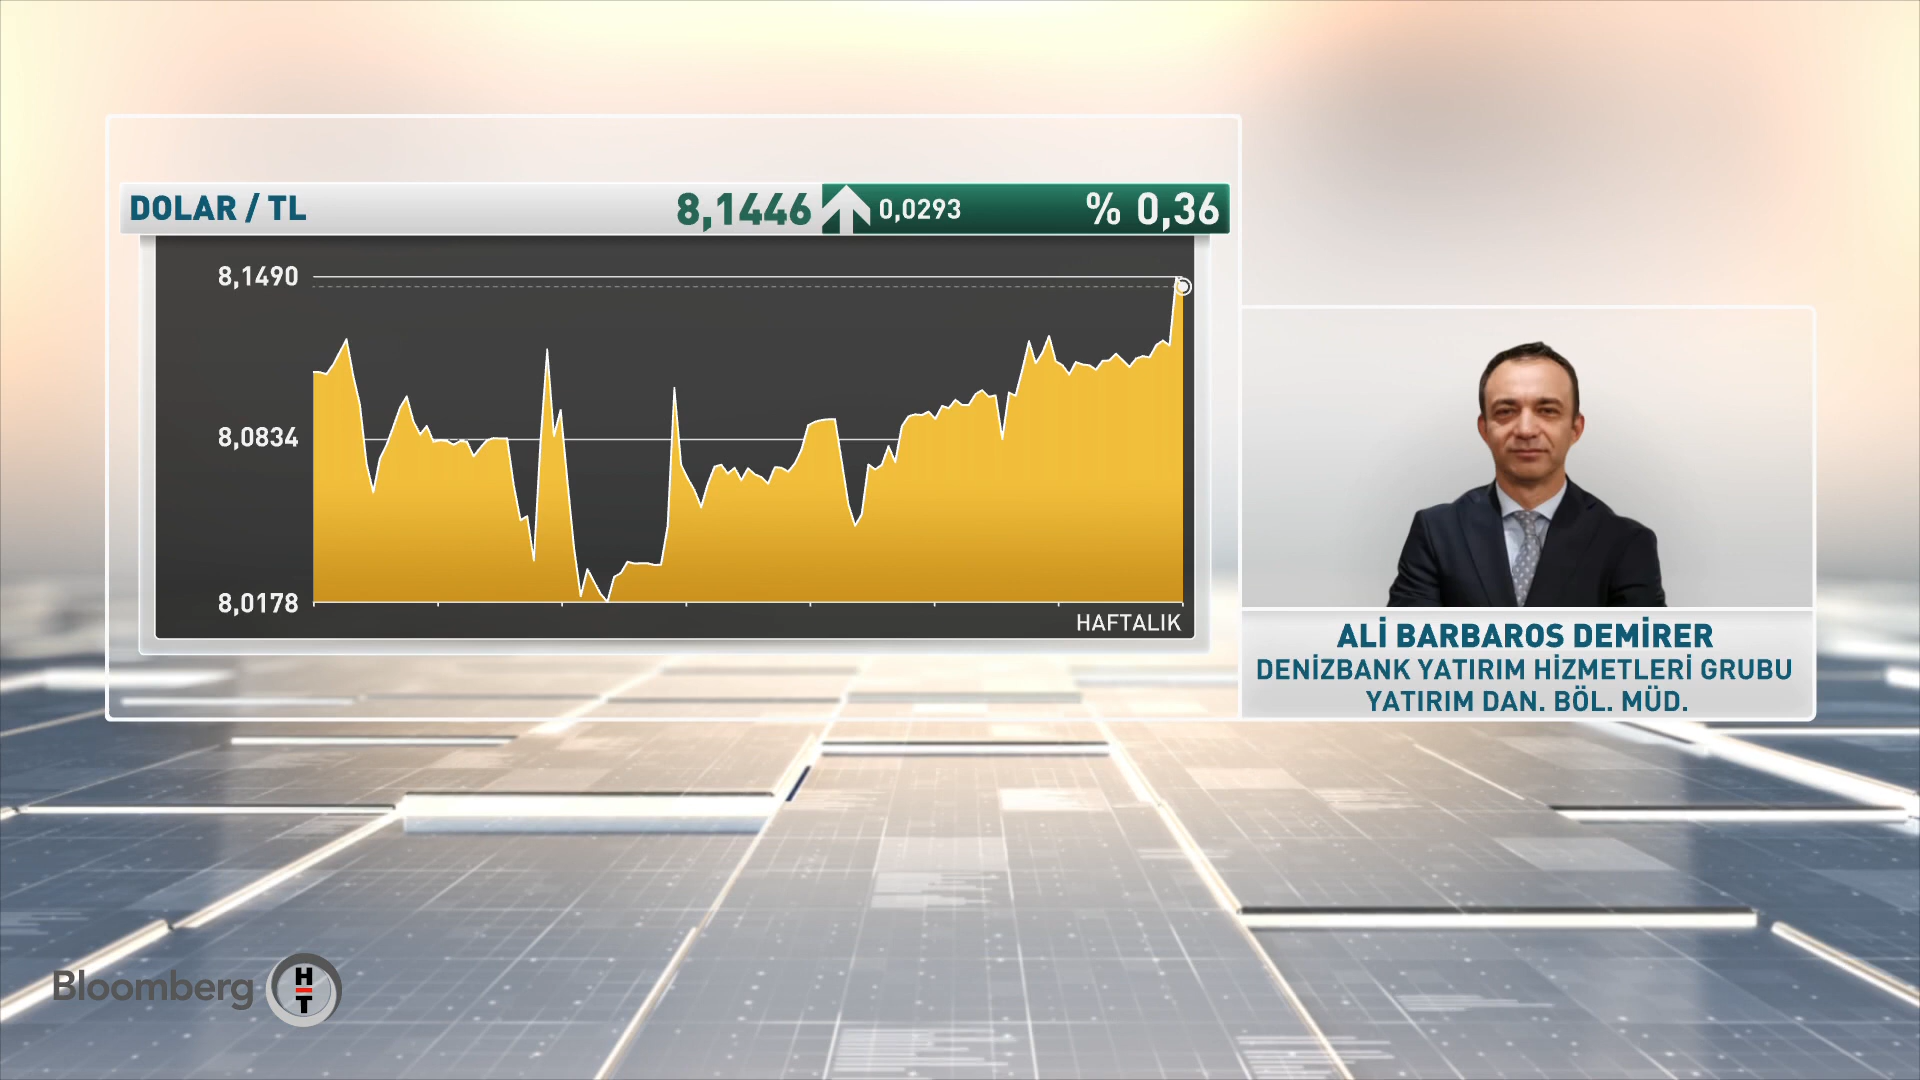 DOLAR / TL 8,1446 0,0293 % 0,36
8,1490
8,0834
8,0178
HAFTALIK
ALİ BARBAROS DEMİRER
DENİZBANK YATIRIM HİZMETLERİ GRUBU
YATIRIM DAN. BÖL. MÜD.
Bloomberg HT